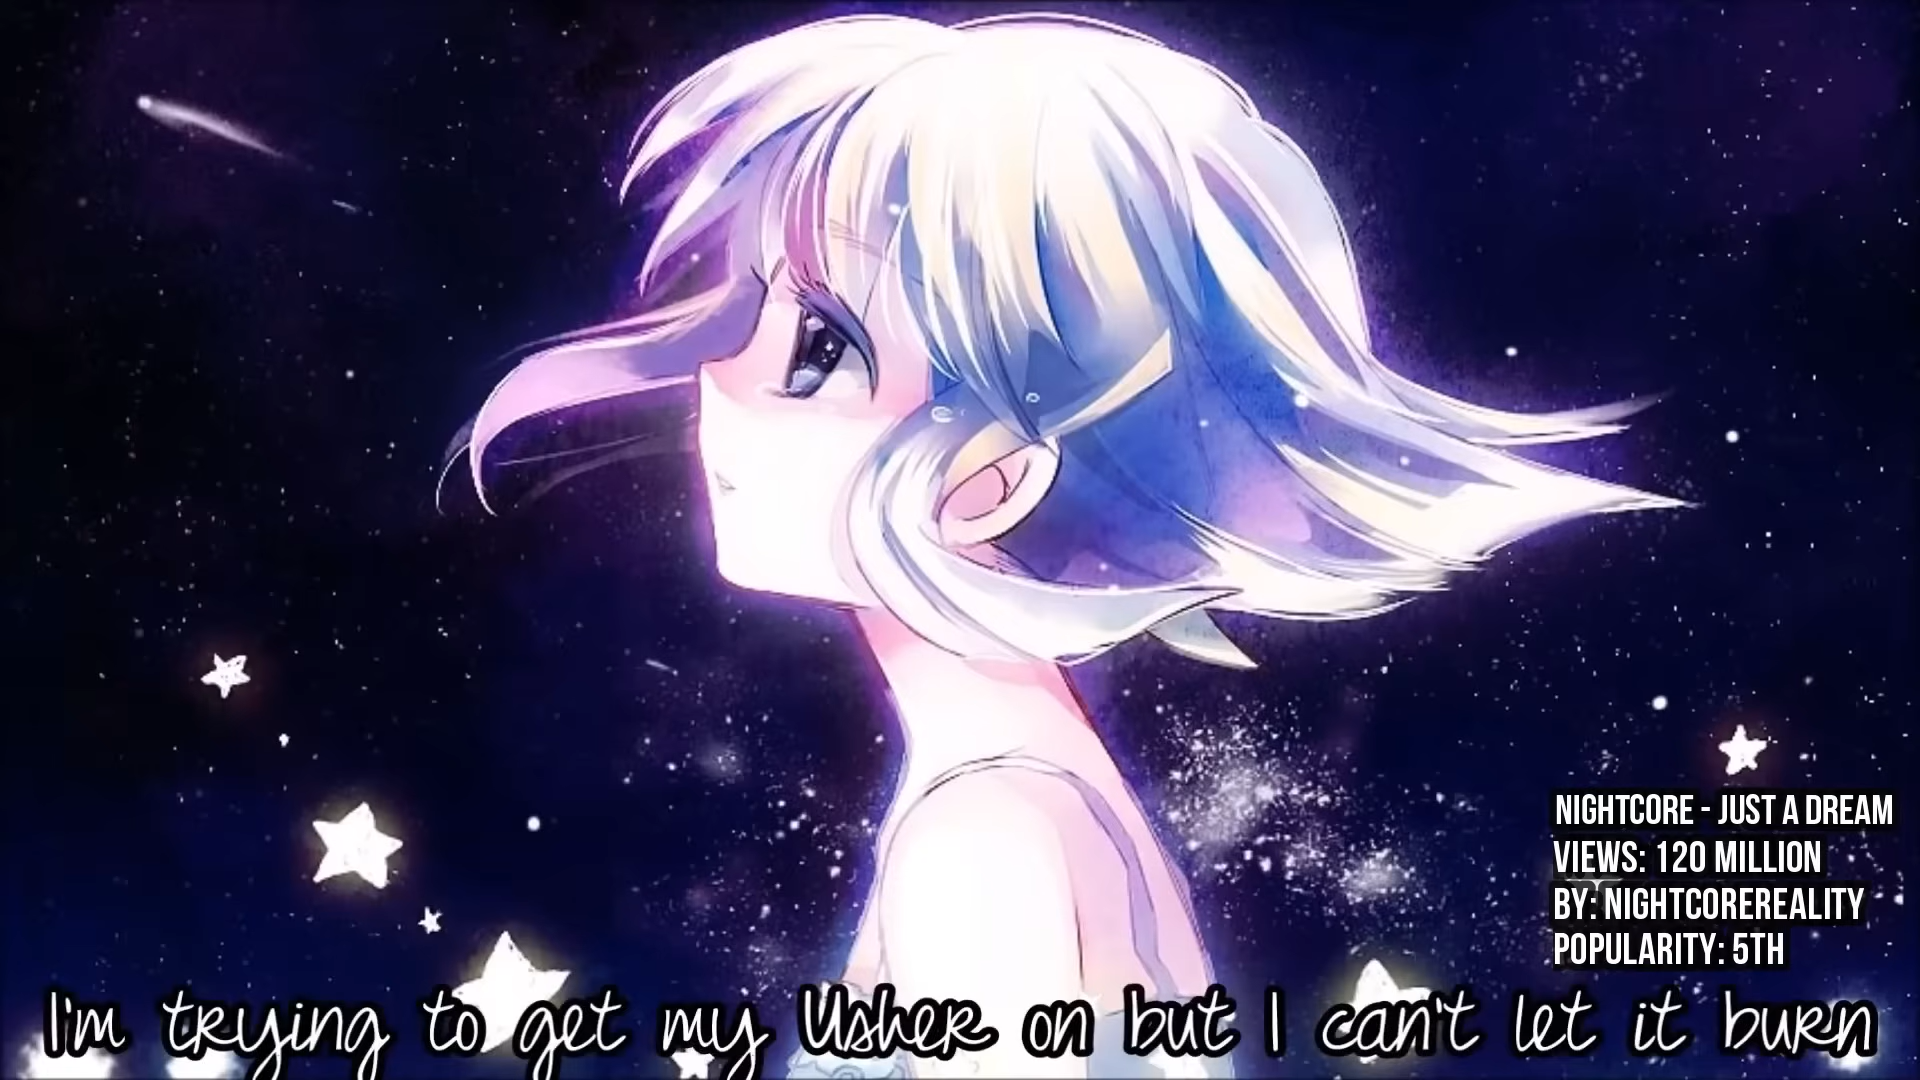 NIGHTCORE - JUST A DREAM
VIEWS: 120 MILLION
BY: NIGHTCOREREALITY
POPULARITY: 5TH
I'm trying to get my Usher on but I can't let it burn